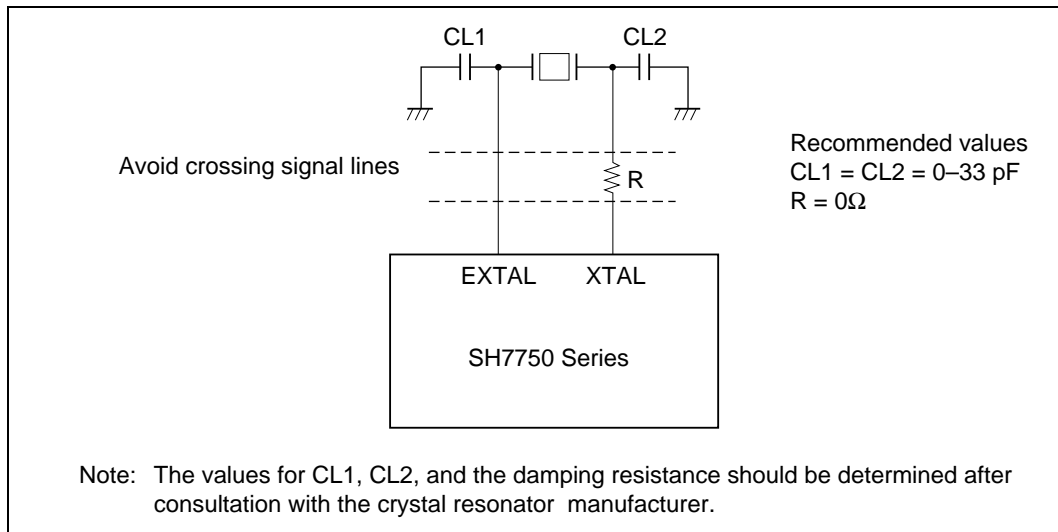 CL1
CL2
Avoid crossing signal lines
R
Recommended values
CL1 = CL2 = 0–33 pF
R = 0Ω
EXTAL
XTAL
SH7750 Series
Note: The values for CL1, CL2, and the damping resistance should be determined after
consultation with the crystal resonator manufacturer.